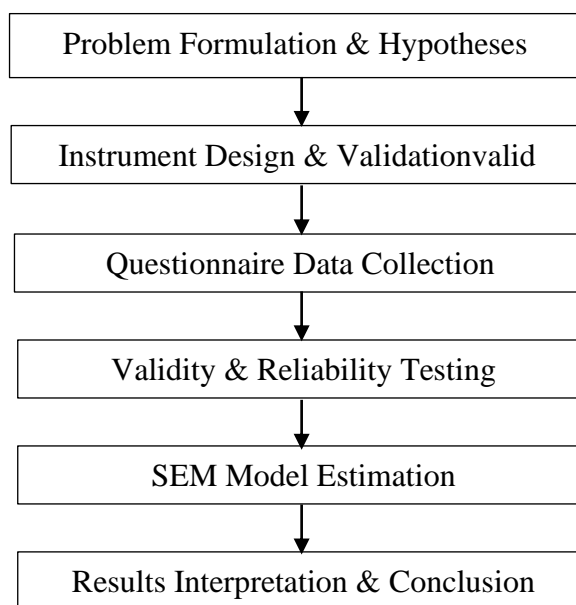 Problem Formulation & Hypotheses
Instrument Design & Validationvalid
Questionnaire Data Collection
Validity & Reliability Testing
SEM Model Estimation
Results Interpretation & Conclusion